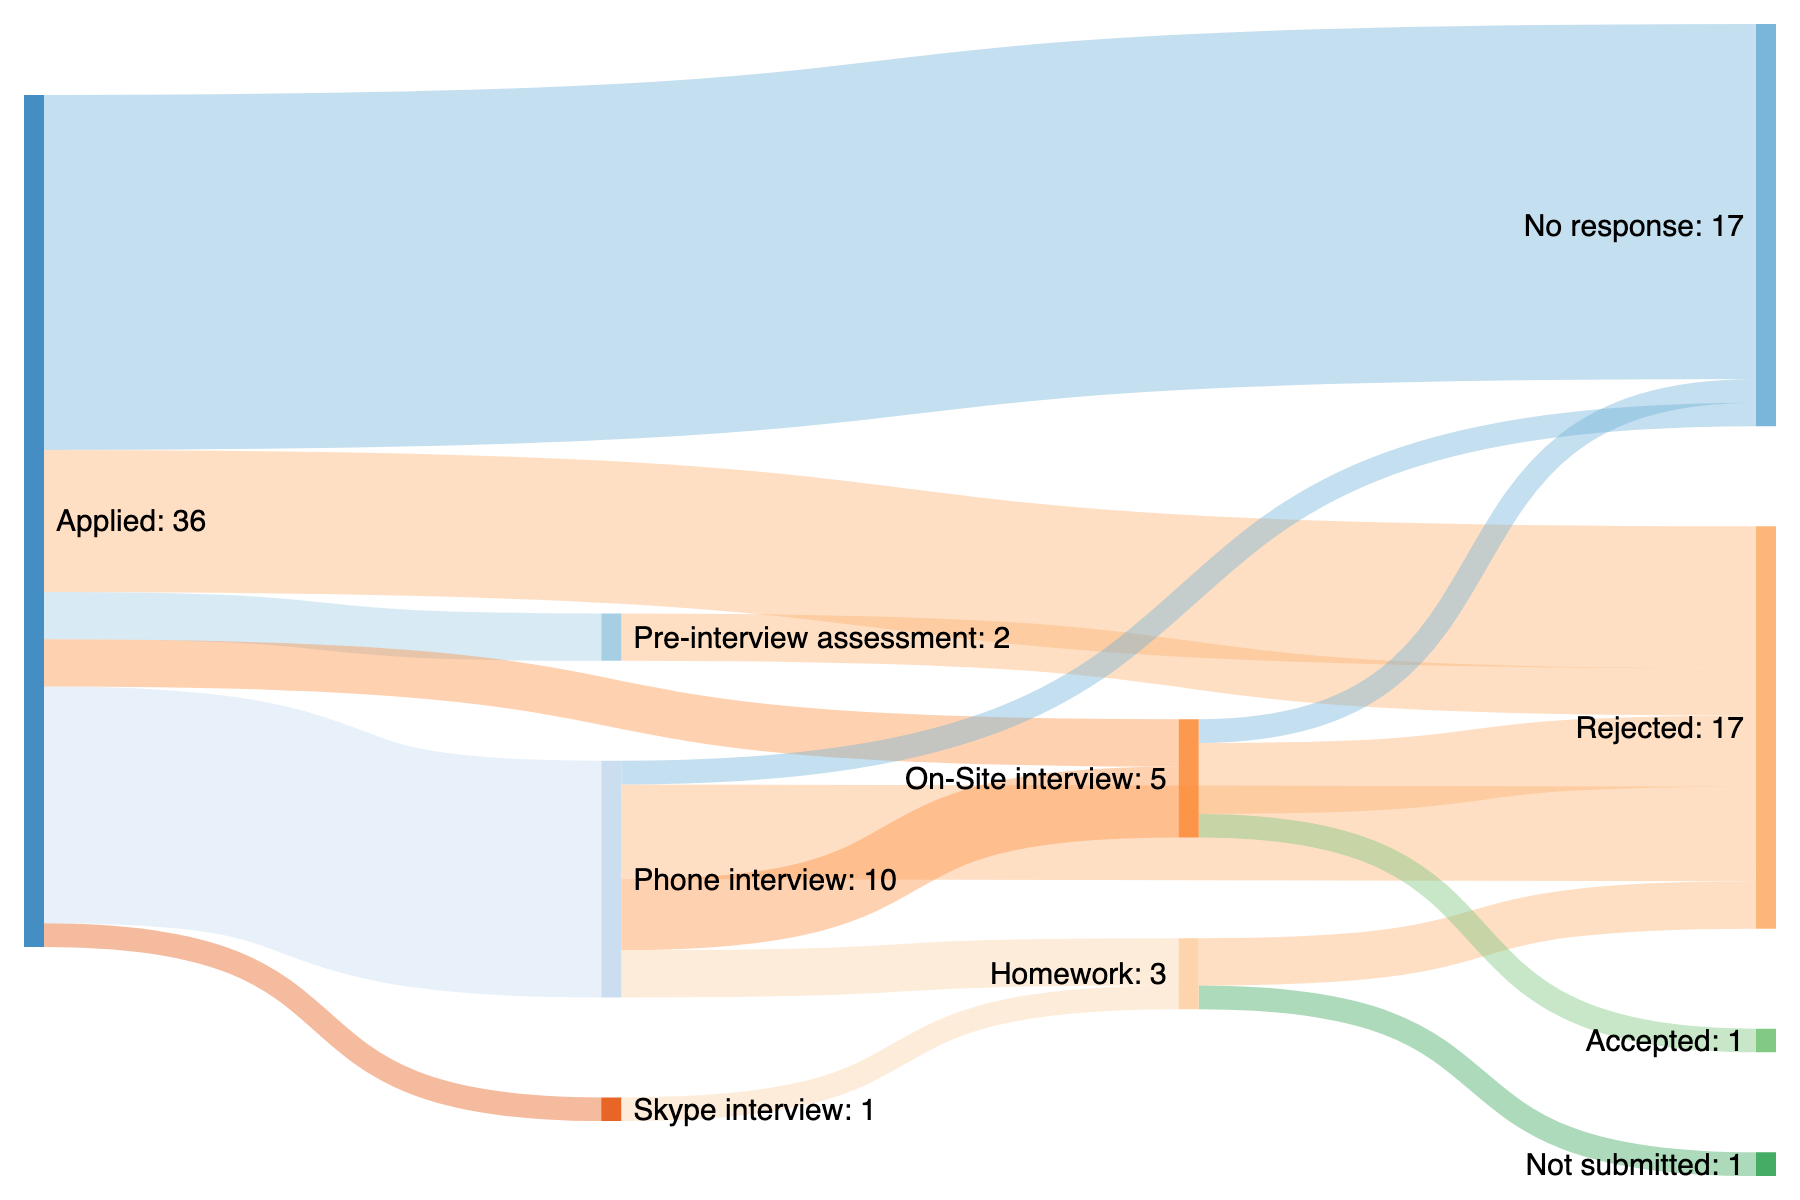 No response: 17
Applied: 36
Pre-interview assessment: 2
Rejected: 17
On-Site interview: 5
Phone interview: 10
Homework: 3
Accepted: 1
Skype interview: 1
Not submitted: 1